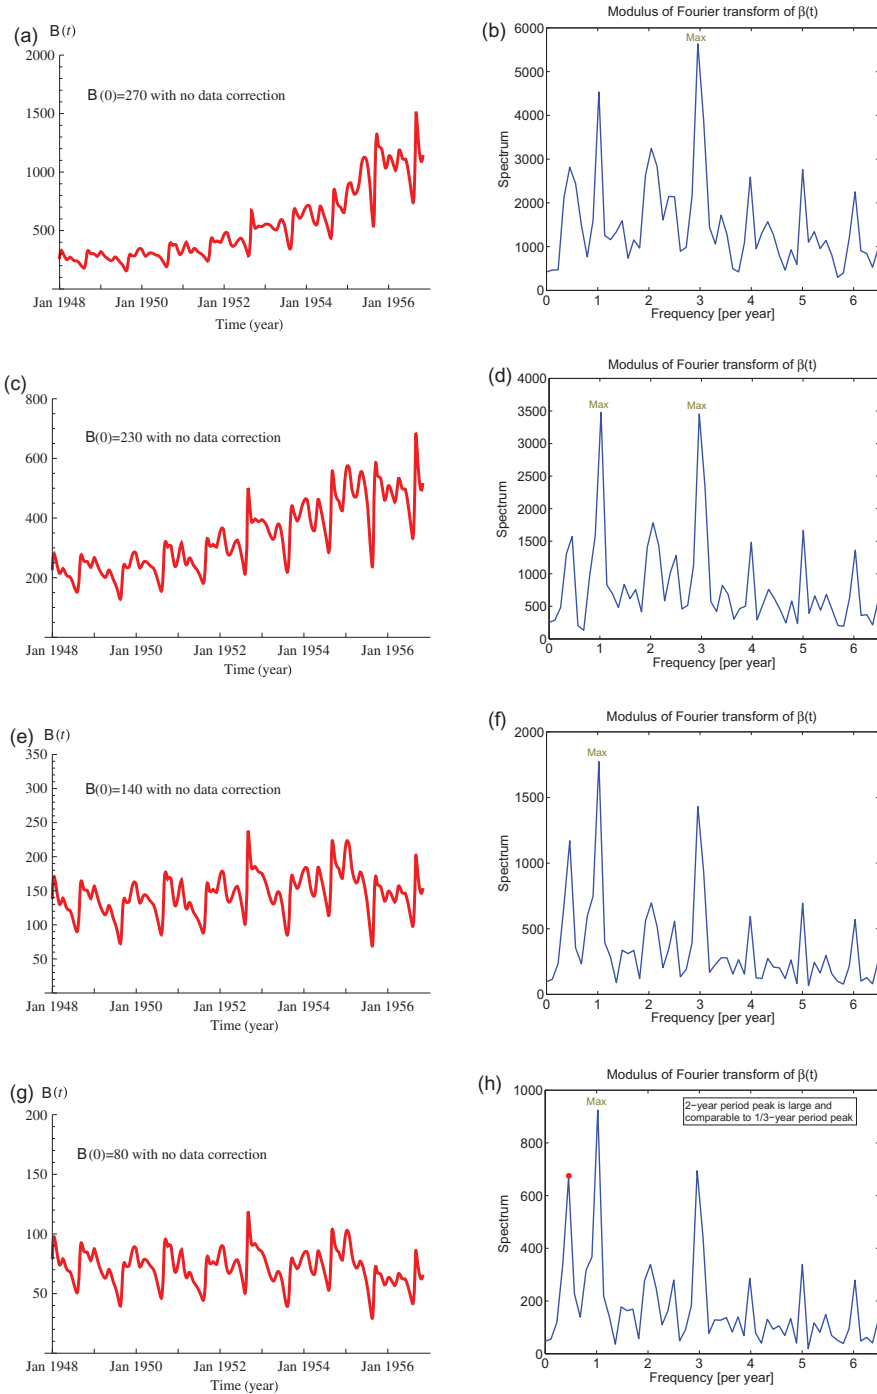 (a) B(t)
2000
1500
1000
500
B(0)=270 with no data correction
Jan 1948 Jan 1950 Jan 1952 Jan 1954 Jan 1956
Time (year)
(b) Modulus of Fourier transform of β(t)
Max
6000
5000
4000
3000
2000
1000
0
Spectrum
0 1 2 3 4 5 6
Frequency [per year]
(c)
800
600
400
200
B(0)=230 with no data correction
Jan 1948 Jan 1950 Jan 1952 Jan 1954 Jan 1956
Time (year)
(d) Modulus of Fourier transform of β(t)
Max Max
4000
3500
3000
2500
2000
1500
1000
500
0
Spectrum
0 1 2 3 4 5 6
Frequency [per year]
(e) B(t)
350
300
250
200
150
100
50
B(0)=140 with no data correction
Jan 1948 Jan 1950 Jan 1952 Jan 1954 Jan 1956
Time (year)
(f) Modulus of Fourier transform of β(t)
Max
2000
1500
1000
500
0
Spectrum
0 1 2 3 4 5 6
Frequency [per year]
(g) B(t)
200
150
100
50
B(0)=80 with no data correction
Jan 1948 Jan 1950 Jan 1952 Jan 1954 Jan 1956
Time (year)
(h) Modulus of Fourier transform of β(t)
Max
2−year period peak is large and
comparable to 1/3−year period peak
1000
800
600
400
200
0
Spectrum
0 1 2 3 4 5 6
Frequency [per year]